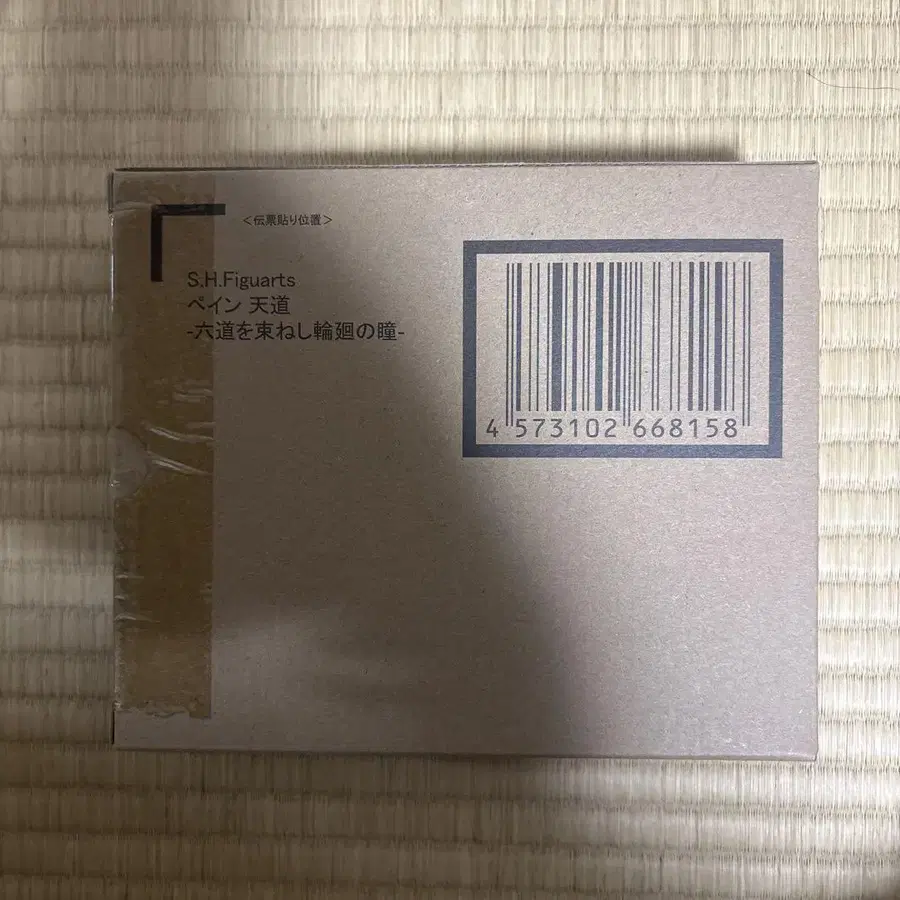 <伝票貼り位置>
S.H.Figuarts
ペイン 天道
-六道を束ねし輪廻の瞳-
4 573102 668158